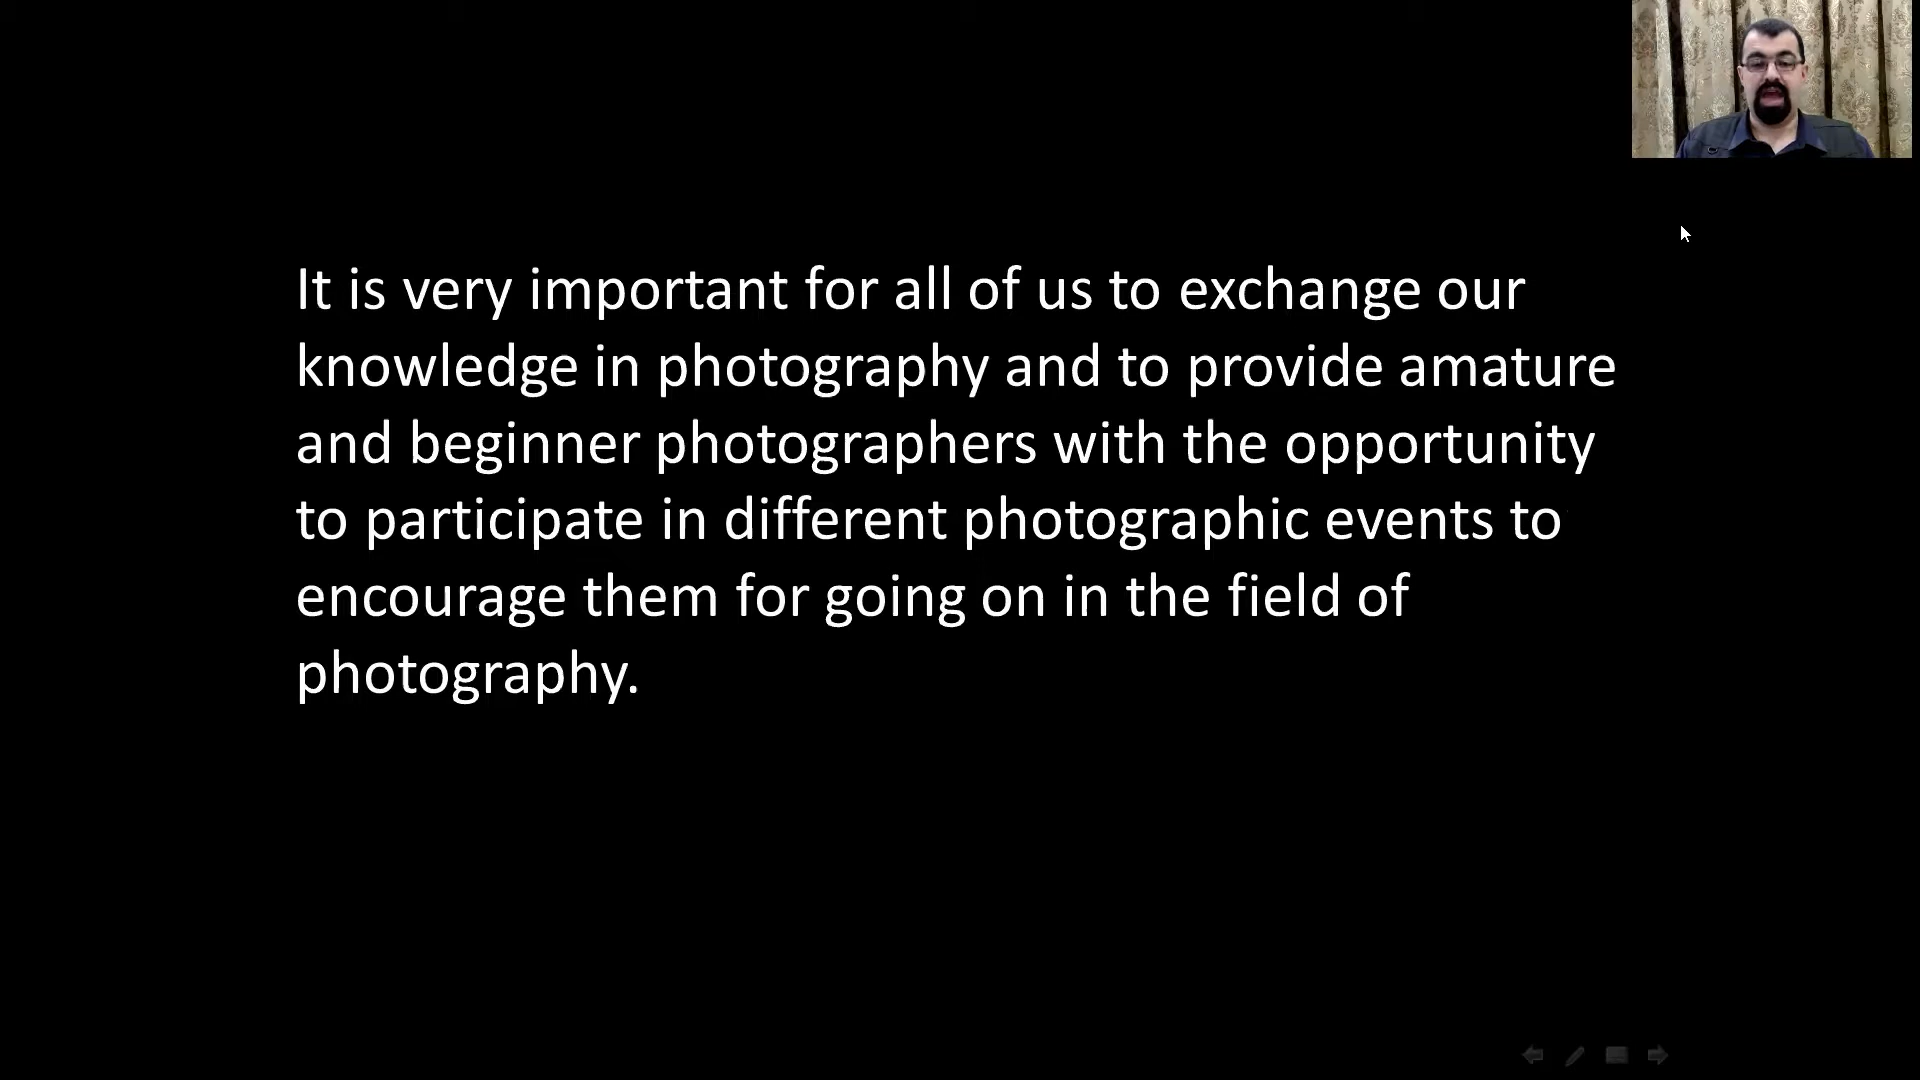 It is very important for all of us to exchange our
knowledge in photography and to provide amature
and beginner photographers with the opportunity
to participate in different photographic events to
encourage them for going on in the field of
photography.